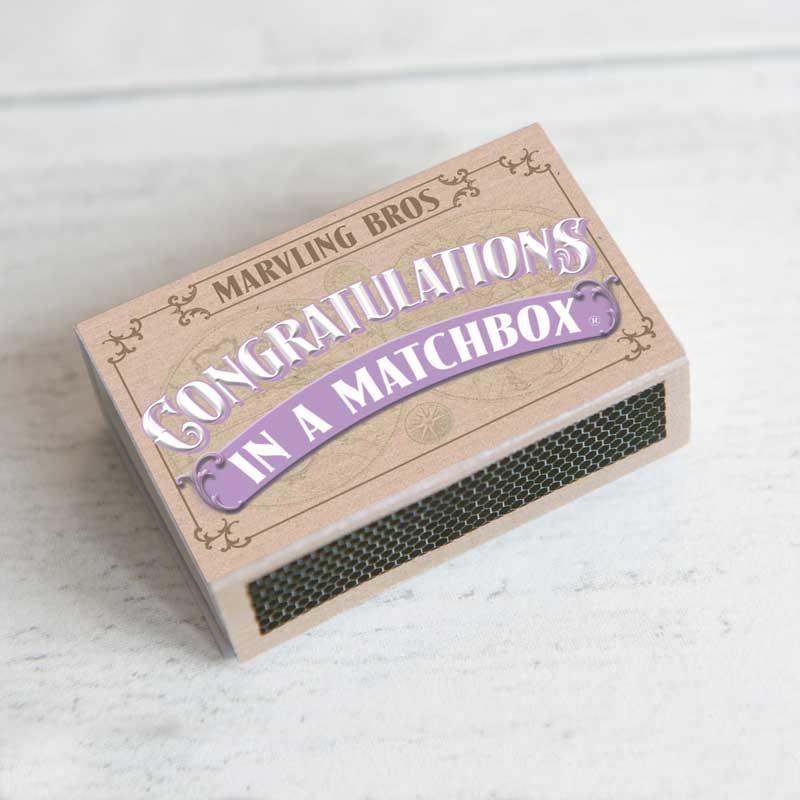 MARVLING BROS
CONGRATULATIONS
IN A MATCHBOX ®